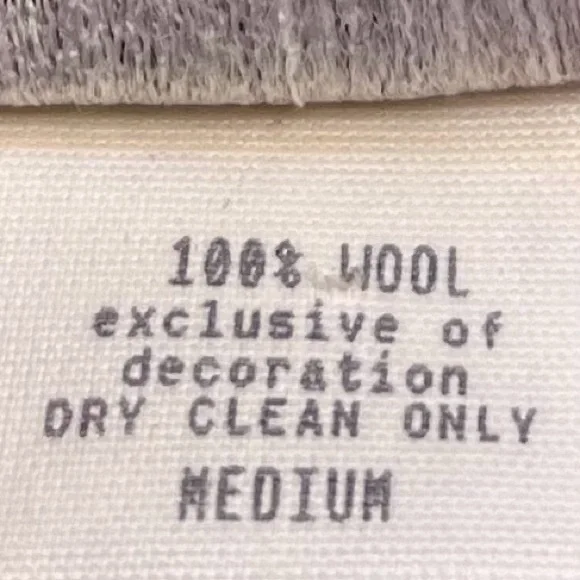 100% WOOL
exclusive of
decoration
DRY CLEAN ONLY
MEDIUM